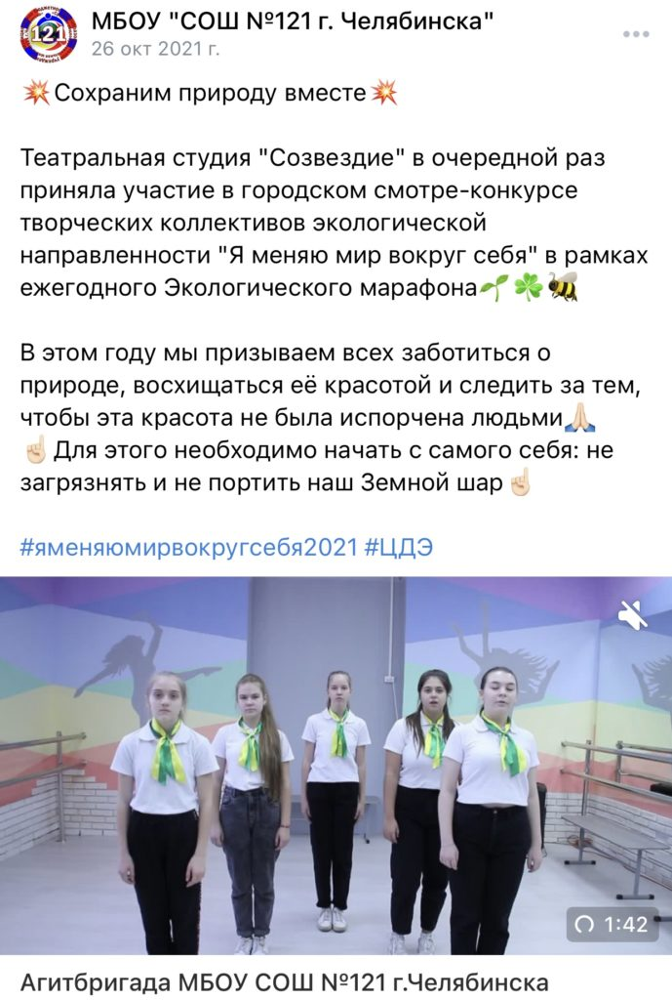 МБОУ "СОШ №121 г. Челябинска"
26 окт 2021 г.
121
💥Сохраним природу вместе💥
Театральная студия "Созвездие" в очередной раз
приняла участие в городском смотре-конкурсе
творческих коллективов экологической
направленности "Я меняю мир вокруг себя" в рамках
ежегодного Экологического марафона🌱☘️🐝
В этом году мы призываем всех заботиться о
природе, восхищаться её красотой и следить за тем,
чтобы эта красота не была испорчена людьми🙏🏻
☝🏻Для этого необходимо начать с самого себя: не
загрязнять и не портить наш Земной шар☝🏻
#яменяюмирвокругсебя2021 #ЦДЭ
1:42
Агитбригада МБОУ СОШ №121 г.Челябинска